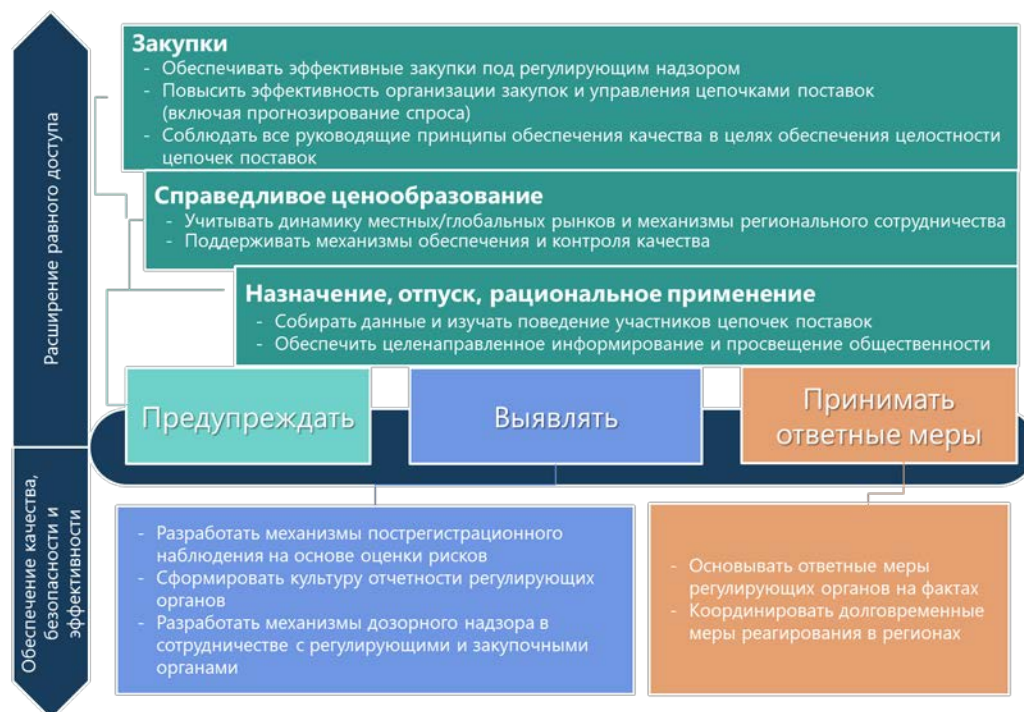 Расширение равного доступа
Закупки
- Обеспечивать эффективные закупки под регулирующим надзором
- Повысить эффективность организации закупок и управления цепочками поставок
(включая прогнозирование спроса)
- Соблюдать все руководящие принципы обеспечения качества в целях обеспечения целостности
цепочек поставок
Справедливое ценообразование
- Учитывать динамику местных/глобальных рынков и механизмы регионального сотрудничества
- Поддерживать механизмы обеспечения и контроля качества
Назначение, отпуск, рациональное применение
- Собирать данные и изучать поведение участников цепочек поставок
- Обеспечить целенаправленное информирование и просвещение общественности
Предупреждать
Выявлять
Принимать
ответные меры
Обеспечение качества,
безопасности и
эффективности
- Разработать механизмы пострегистрационного
наблюдения на основе оценки рисков
- Сформировать культуру отчетности регулирующих
органов
- Разработать механизмы дозорного надзора в
сотрудничестве с регулирующими и закупочными
органами
- Основывать ответные меры
регулирующих органов на фактах
- Координировать долговременные
меры реагирования в регионах